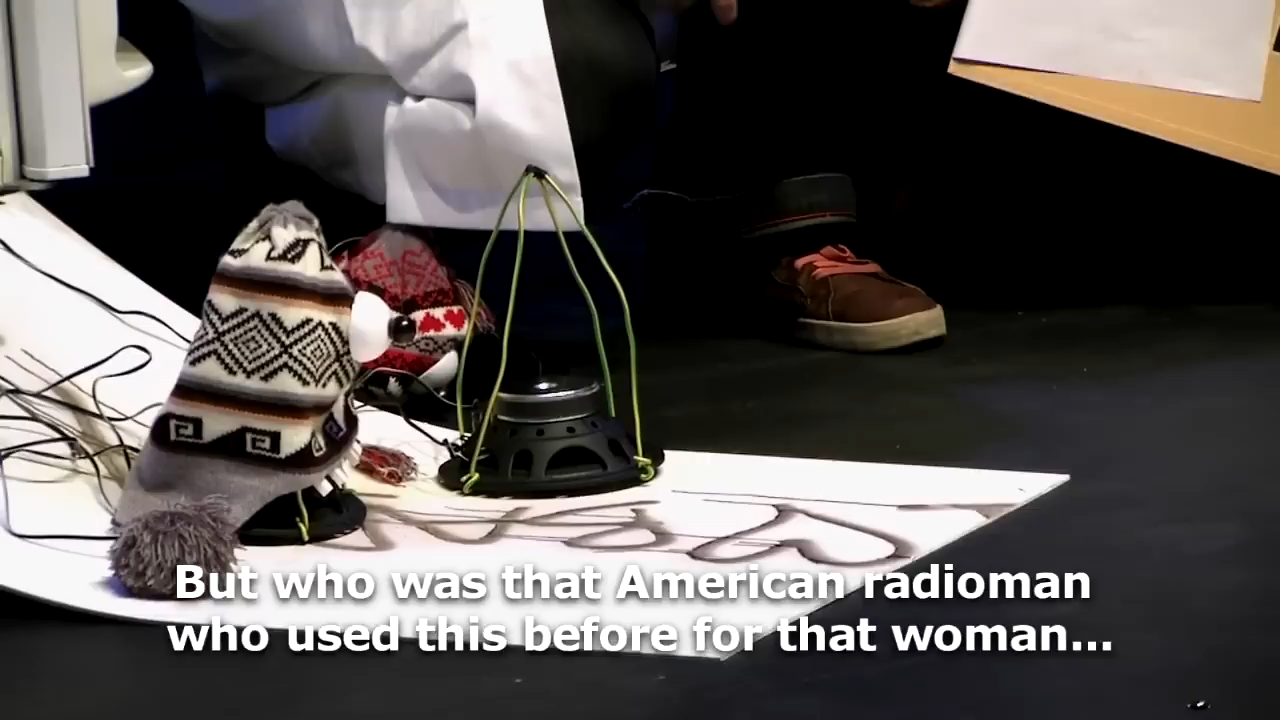 But who was that American radioman
who used this before for that woman...